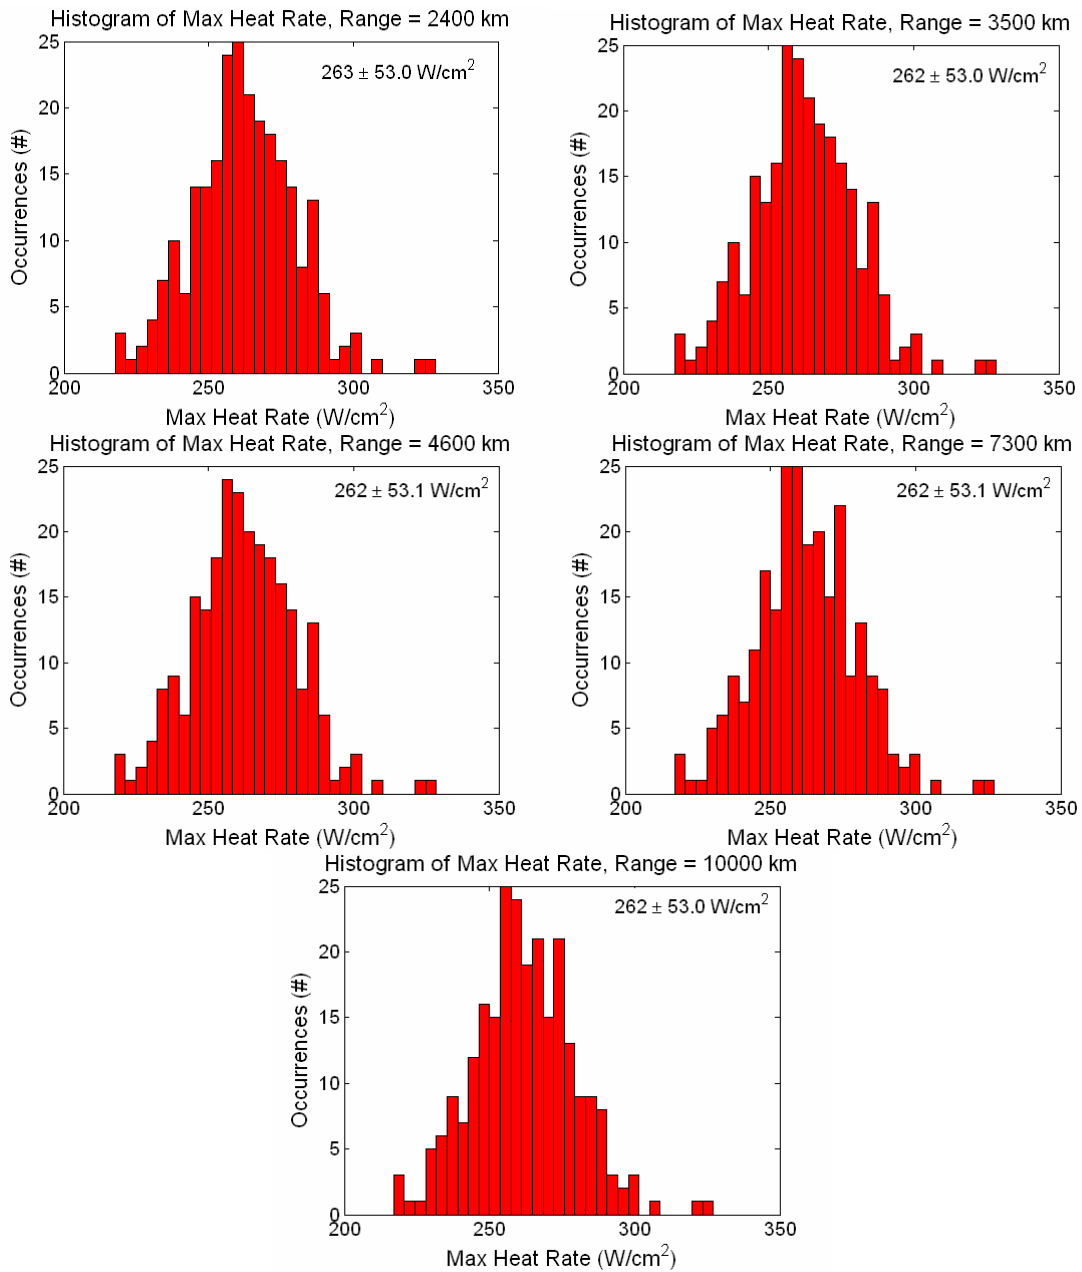 Histogram of Max Heat Rate, Range = 2400 km
25
20
15
10
5
0
263 ± 53.0 W/cm²
Occurrences (#)
200 250 300 350
Max Heat Rate (W/cm²)
Histogram of Max Heat Rate, Range = 3500 km
25
20
15
10
5
0
262 ± 53.0 W/cm²
Occurrences (#)
200 250 300 350
Max Heat Rate (W/cm²)
Histogram of Max Heat Rate, Range = 4600 km
25
20
15
10
5
0
262 ± 53.1 W/cm²
Occurrences (#)
200 250 300 350
Max Heat Rate (W/cm²)
Histogram of Max Heat Rate, Range = 7300 km
25
20
15
10
5
0
262 ± 53.1 W/cm²
Occurrences (#)
200 250 300 350
Max Heat Rate (W/cm²)
Histogram of Max Heat Rate, Range = 10000 km
25
20
15
10
5
0
262 ± 53.0 W/cm²
Occurrences (#)
200 250 300 350
Max Heat Rate (W/cm²)